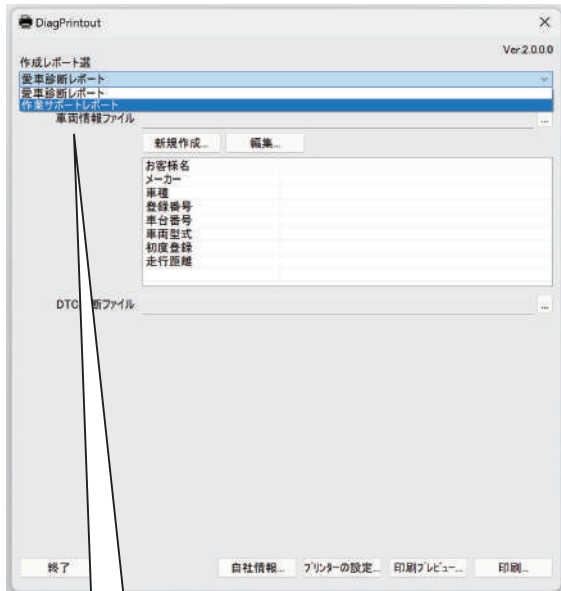 DiagPrintout
Ver.2.0.0.0
作成レポート選
愛車診断レポート
愛車診断レポート
作業サポートレポート
車両情報ファイル
...
新規作成... 編集...
お客様名
メーカー
車種
登録番号
車台番号
車両型式
初度登録
走行距離
DTC 断ファイル
...
終了 自社情報... プリンターの設定... 印刷プレビュー... 印刷...